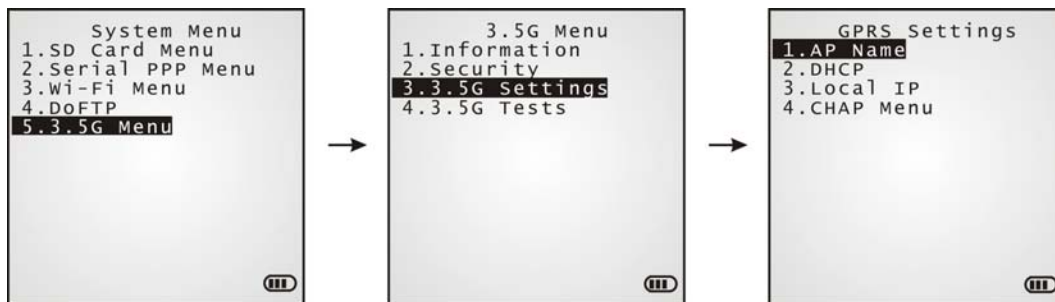 System Menu
1.SD Card Menu
2.Serial PPP Menu
3.Wi-Fi Menu
4.DoFTP
5.3.5G Menu
3.5G Menu
1.Information
2.Security
3.3.5G Settings
4.3.5G Tests
GPRS Settings
1.AP Name
2.DHCP
3.Local IP
4.CHAP Menu